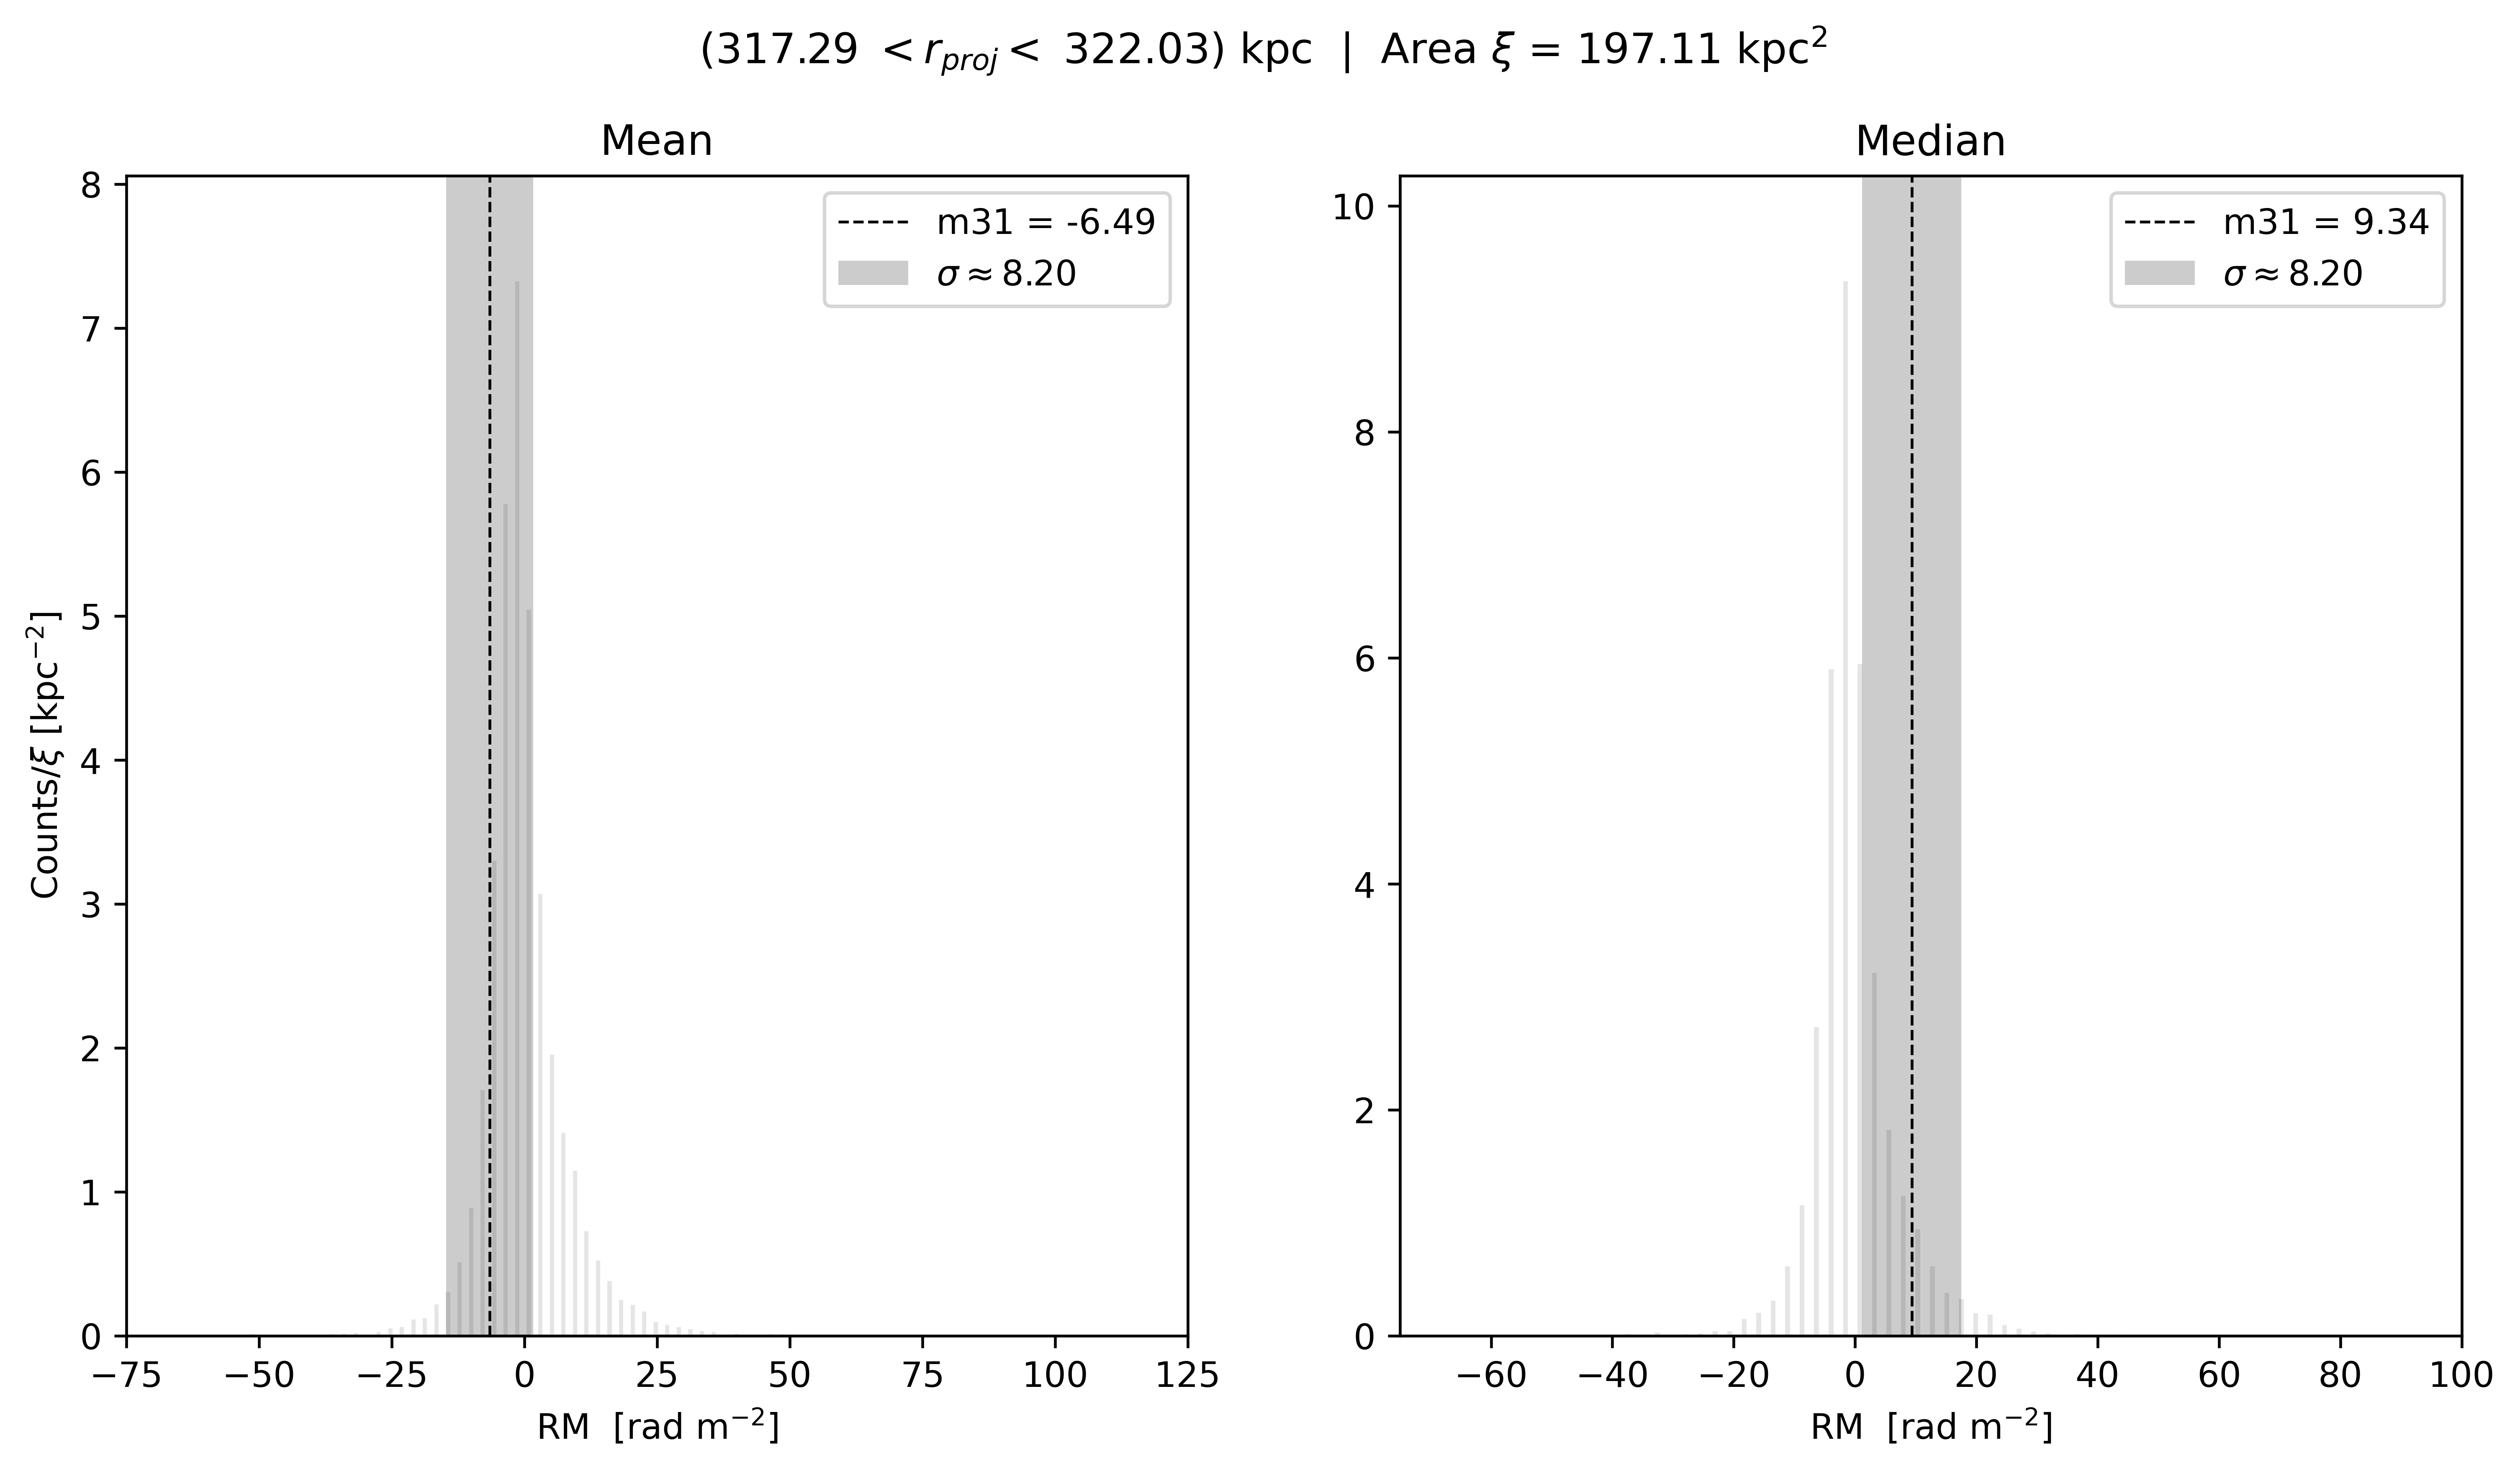 (317.29 < r_proj < 322.03) kpc | Area ξ = 197.11 kpc²
Mean
8
7
6
5
4
3
2
1
0
Counts/ξ [kpc⁻²]
m31 = -6.49
σ ≈ 8.20
−75 −50 −25 0 25 50 75 100 125
RM [rad m⁻²]
Median
10
8
6
4
2
0
m31 = 9.34
σ ≈ 8.20
−60 −40 −20 0 20 40 60 80 100
RM [rad m⁻²]